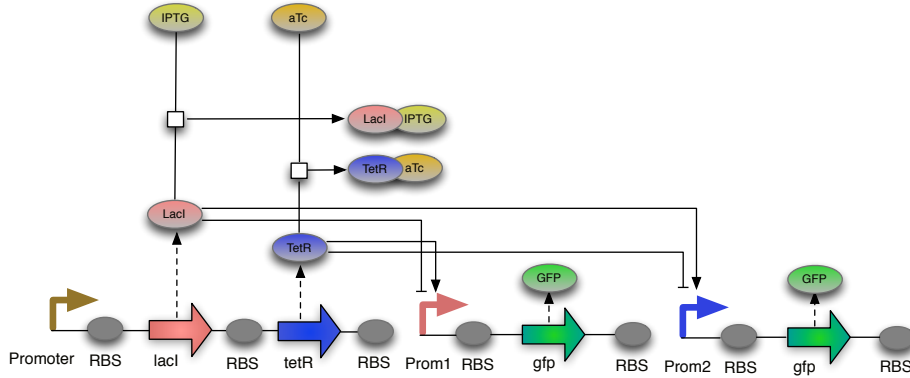 IPTG
aTc
LacI
IPTG
TetR
aTc
LacI
TetR
GFP
GFP
Promoter
RBS
lacI
RBS
tetR
RBS
Prom1
RBS
gfp
RBS
Prom2
RBS
gfp
RBS